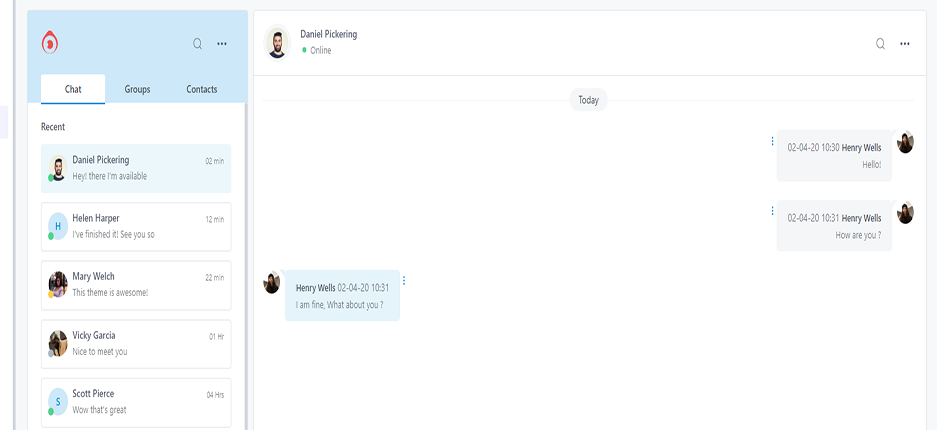 Chat
Groups
Contacts
Recent
Daniel Pickering
02 min
Hey! there I'm available
Helen Harper
12 min
I've finished it! See you so
Mary Welch
22 min
This theme is awesome!
Vicky Garcia
01 Hr
Nice to meet you
Scott Pierce
04 Hrs
Wow that's great
H
S
Daniel Pickering
Online
Today
02-04-20 10:30 Henry Wells
Hello!
02-04-20 10:31 Henry Wells
How are you ?
Henry Wells 02-04-20 10:31
I am fine, What about you ?